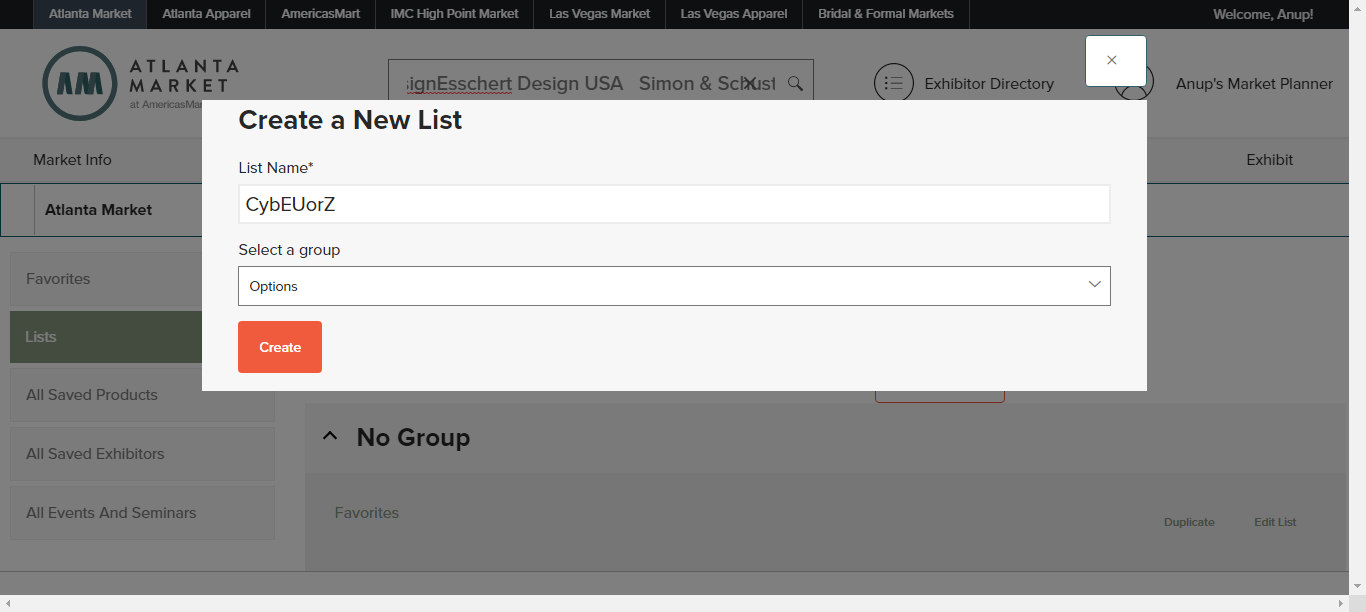 Atlanta Market Atlanta Apparel AmericasMart IMC High Point Market Las Vegas Market Las Vegas Apparel Bridal & Formal Markets Welcome, Anup!
AM ATLANTA
MARKET
at AmericasMar
ignEsschert Design USA Simon & Schust
Exhibitor Directory
Anup's Market Planner
Create a New List
Market Info
Exhibit
List Name*
CybEUorZ
Atlanta Market
Select a group
Options
Favorites
Lists
Create
All Saved Products
No Group
All Saved Exhibitors
All Events And Seminars
Favorites
Duplicate Edit List